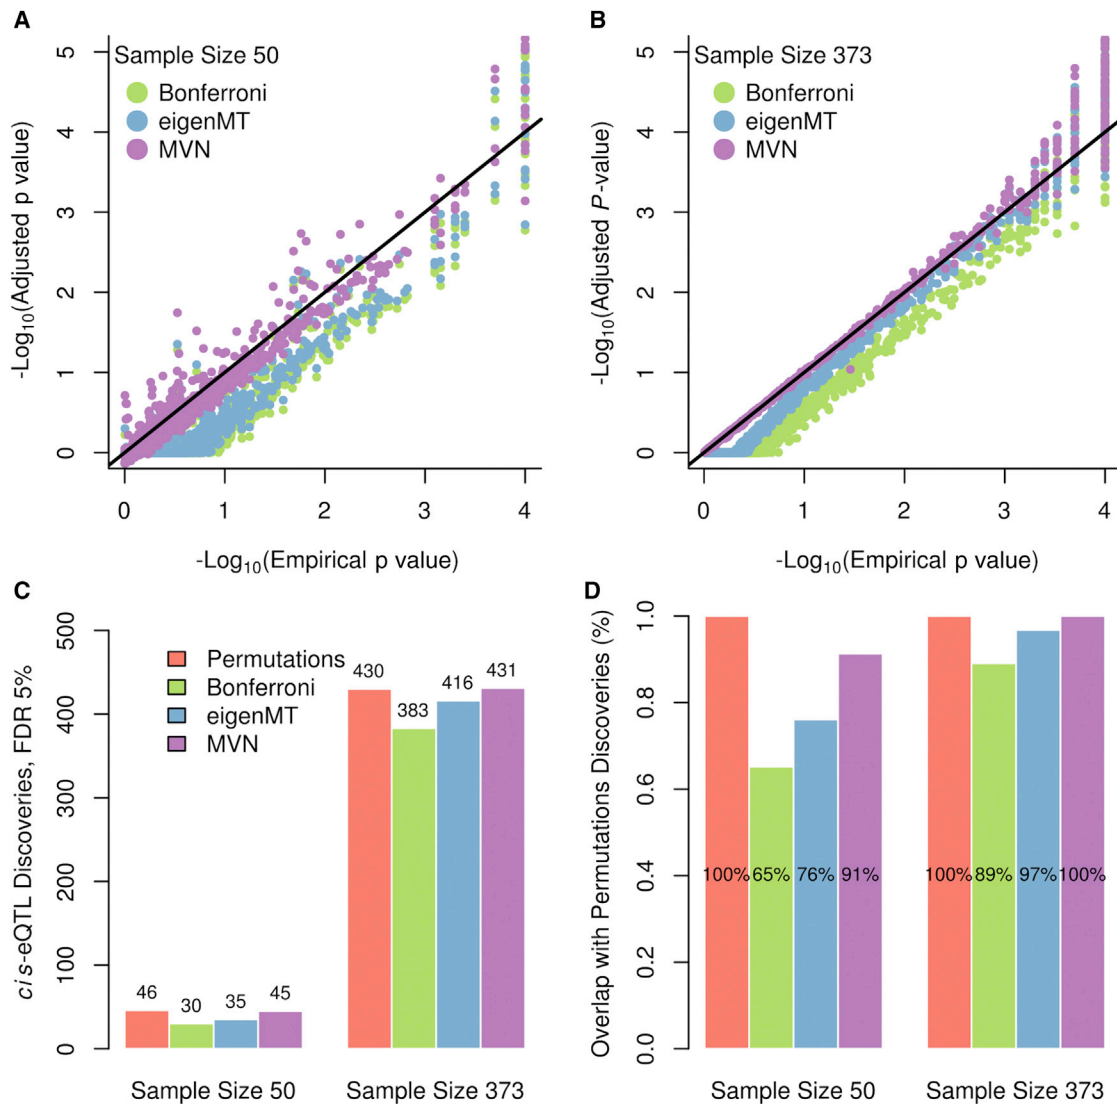 A
Sample Size 50
Bonferroni
eigenMT
MVN
-Log10(Adjusted p value)
0
1
2
3
4
5
0 1 2 3 4
-Log10(Empirical p value)
B
Sample Size 373
Bonferroni
eigenMT
MVN
-Log10(Adjusted P-value)
0
1
2
3
4
5
0 1 2 3 4
-Log10(Empirical p value)
C
cis-eQTL Discoveries, FDR 5%
0
100
200
300
400
500
Permutations
Bonferroni
eigenMT
MVN
46 30 35 45
430 383 416 431
Sample Size 50 Sample Size 373
D
Overlap with Permutations Discoveries (%)
0.0
0.2
0.4
0.6
0.8
1.0
100% 65% 76% 91%
100% 89% 97% 100%
Sample Size 50 Sample Size 373